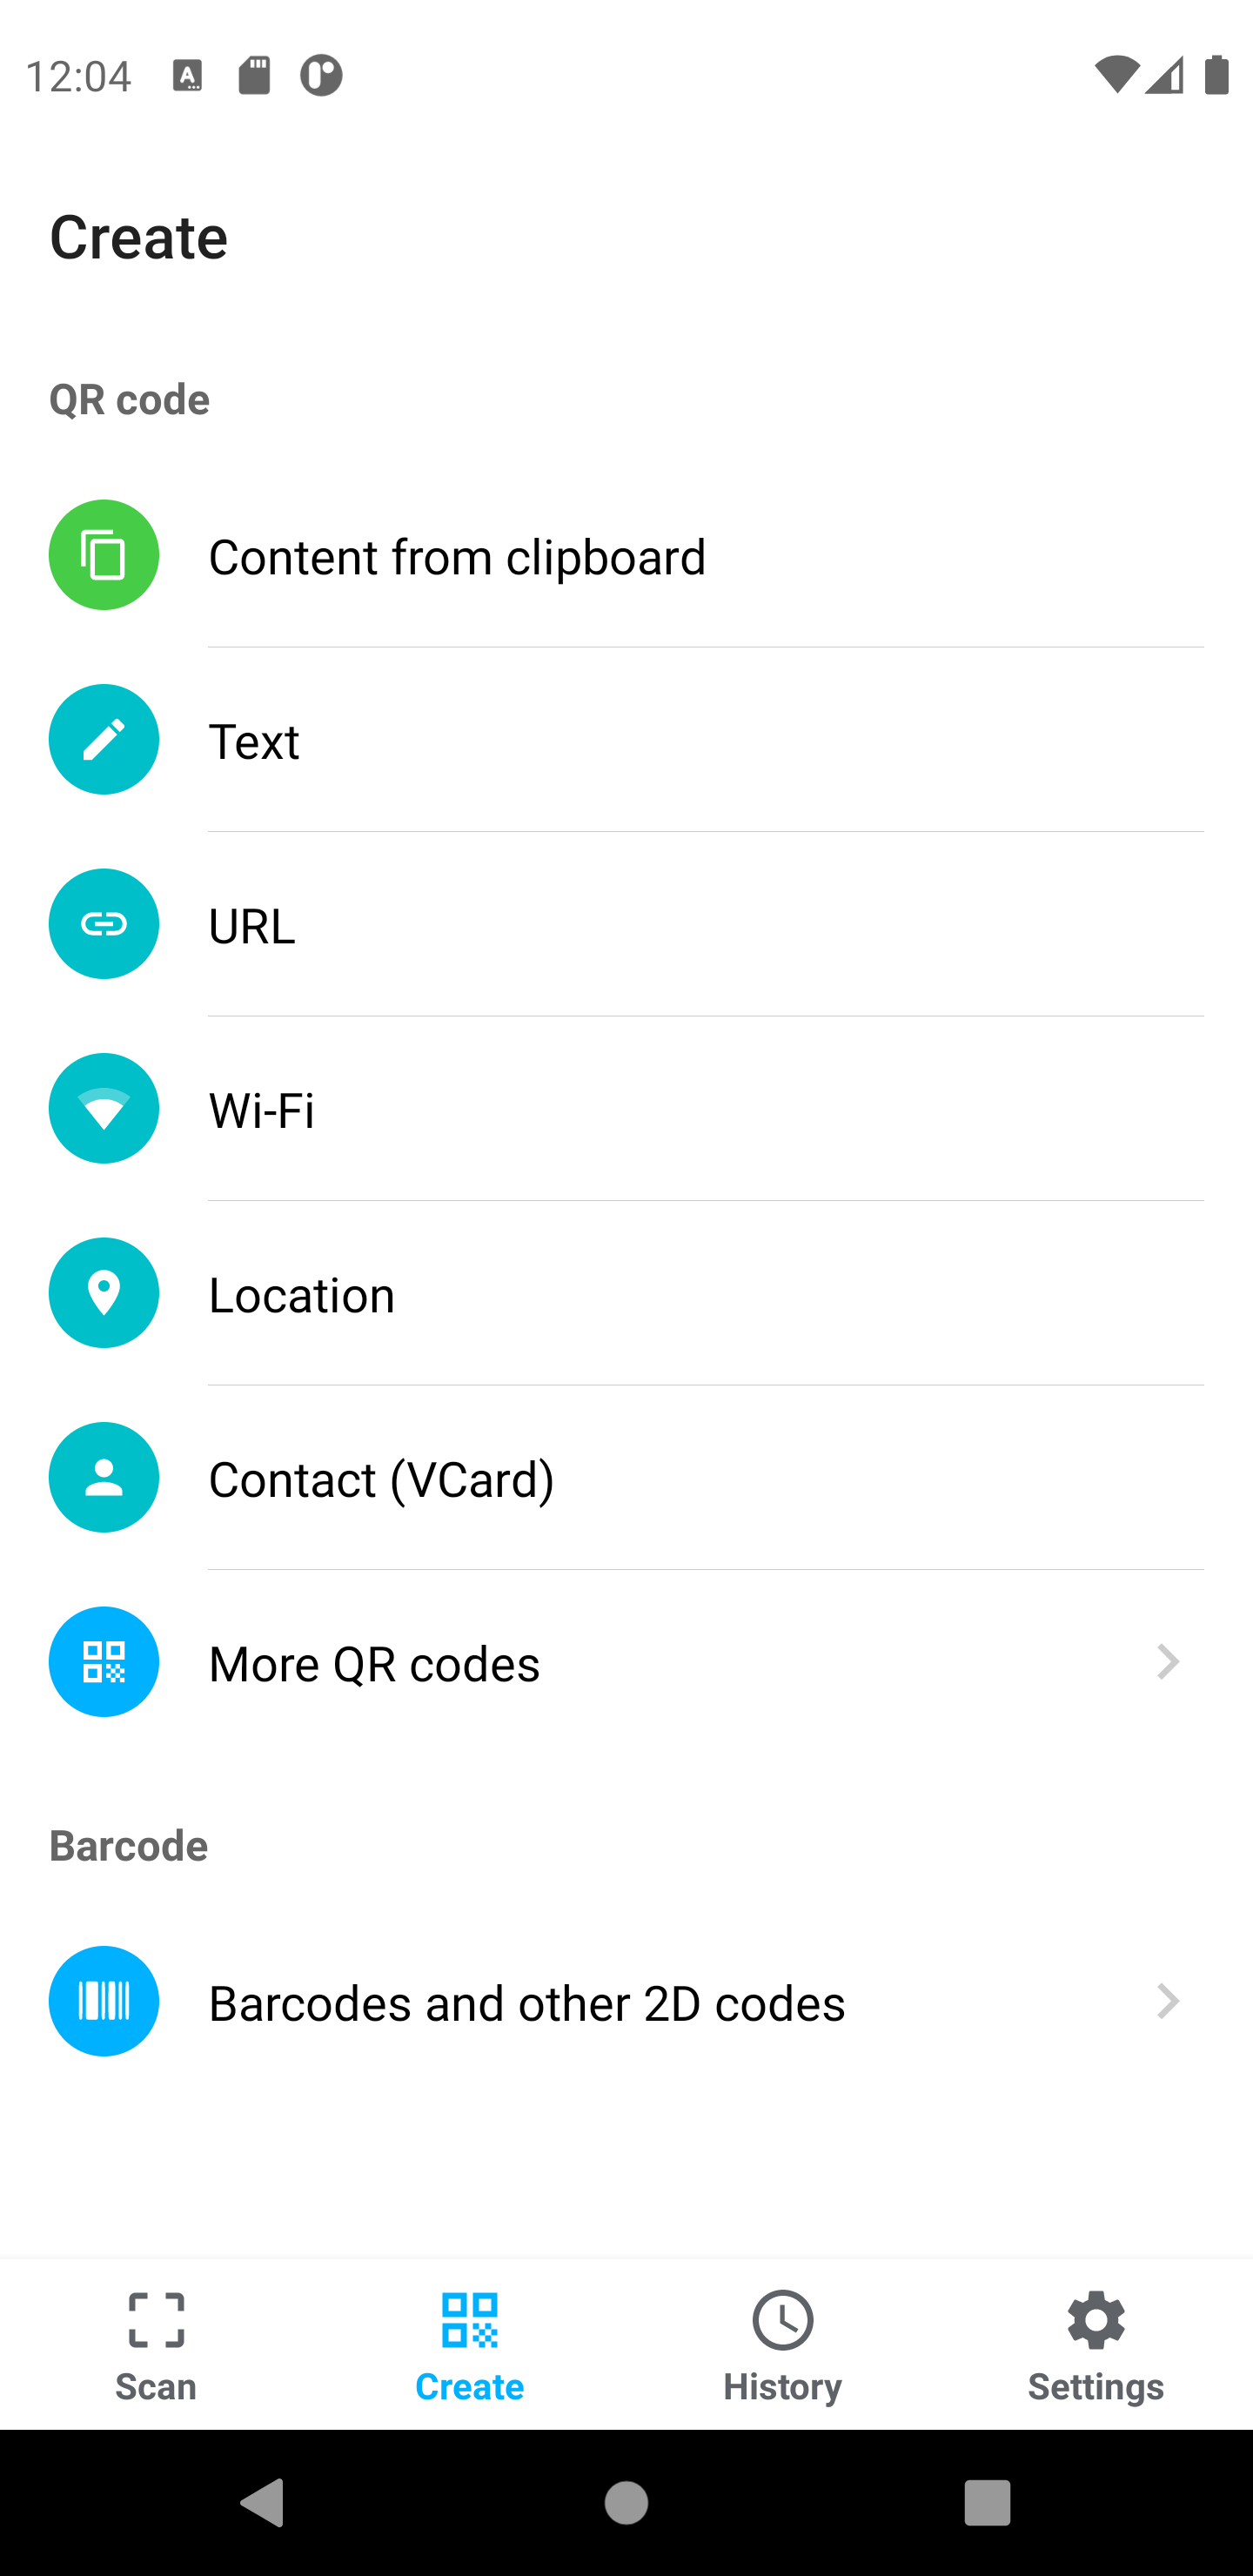 12:04
Create
QR code
Content from clipboard
Text
URL
Wi-Fi
Location
Contact (VCard)
More QR codes
Barcode
Barcodes and other 2D codes
Scan
Create
History
Settings